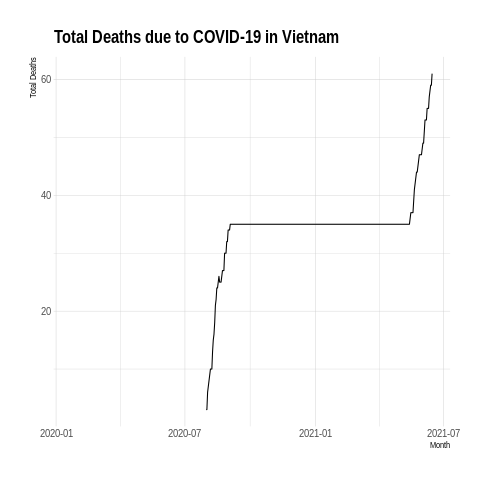 Total Deaths due to COVID-19 in Vietnam
Total Deaths
60
40
20
2020-01 2020-07 2021-01 2021-07
Month